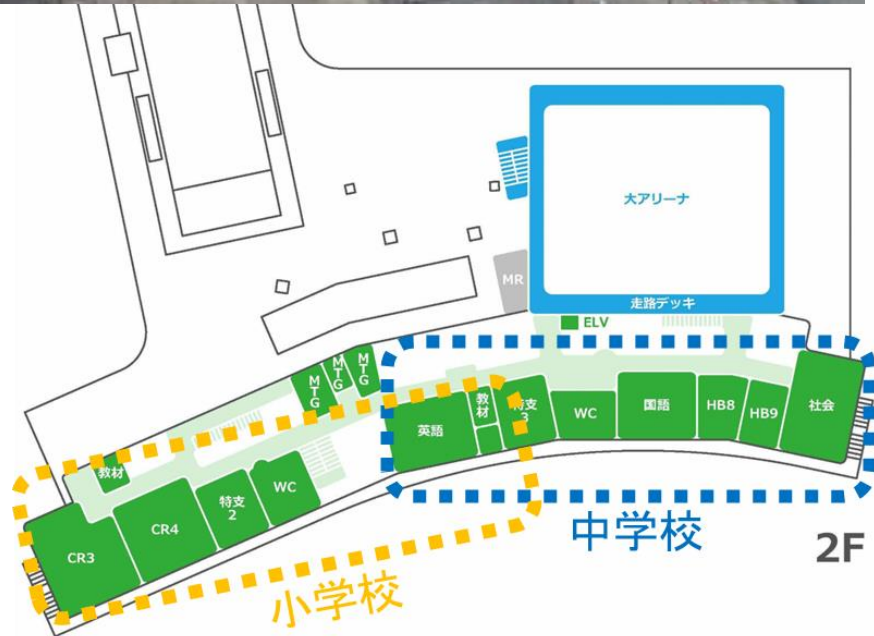 大アリーナ
MR
走路デッキ
ELV
MTG
MTG
MTG
英語
教材
特支
3
WC
国語
HB8
HB9
社会
教材
CR3
CR4
特支
2
WC
中学校
小学校
2F